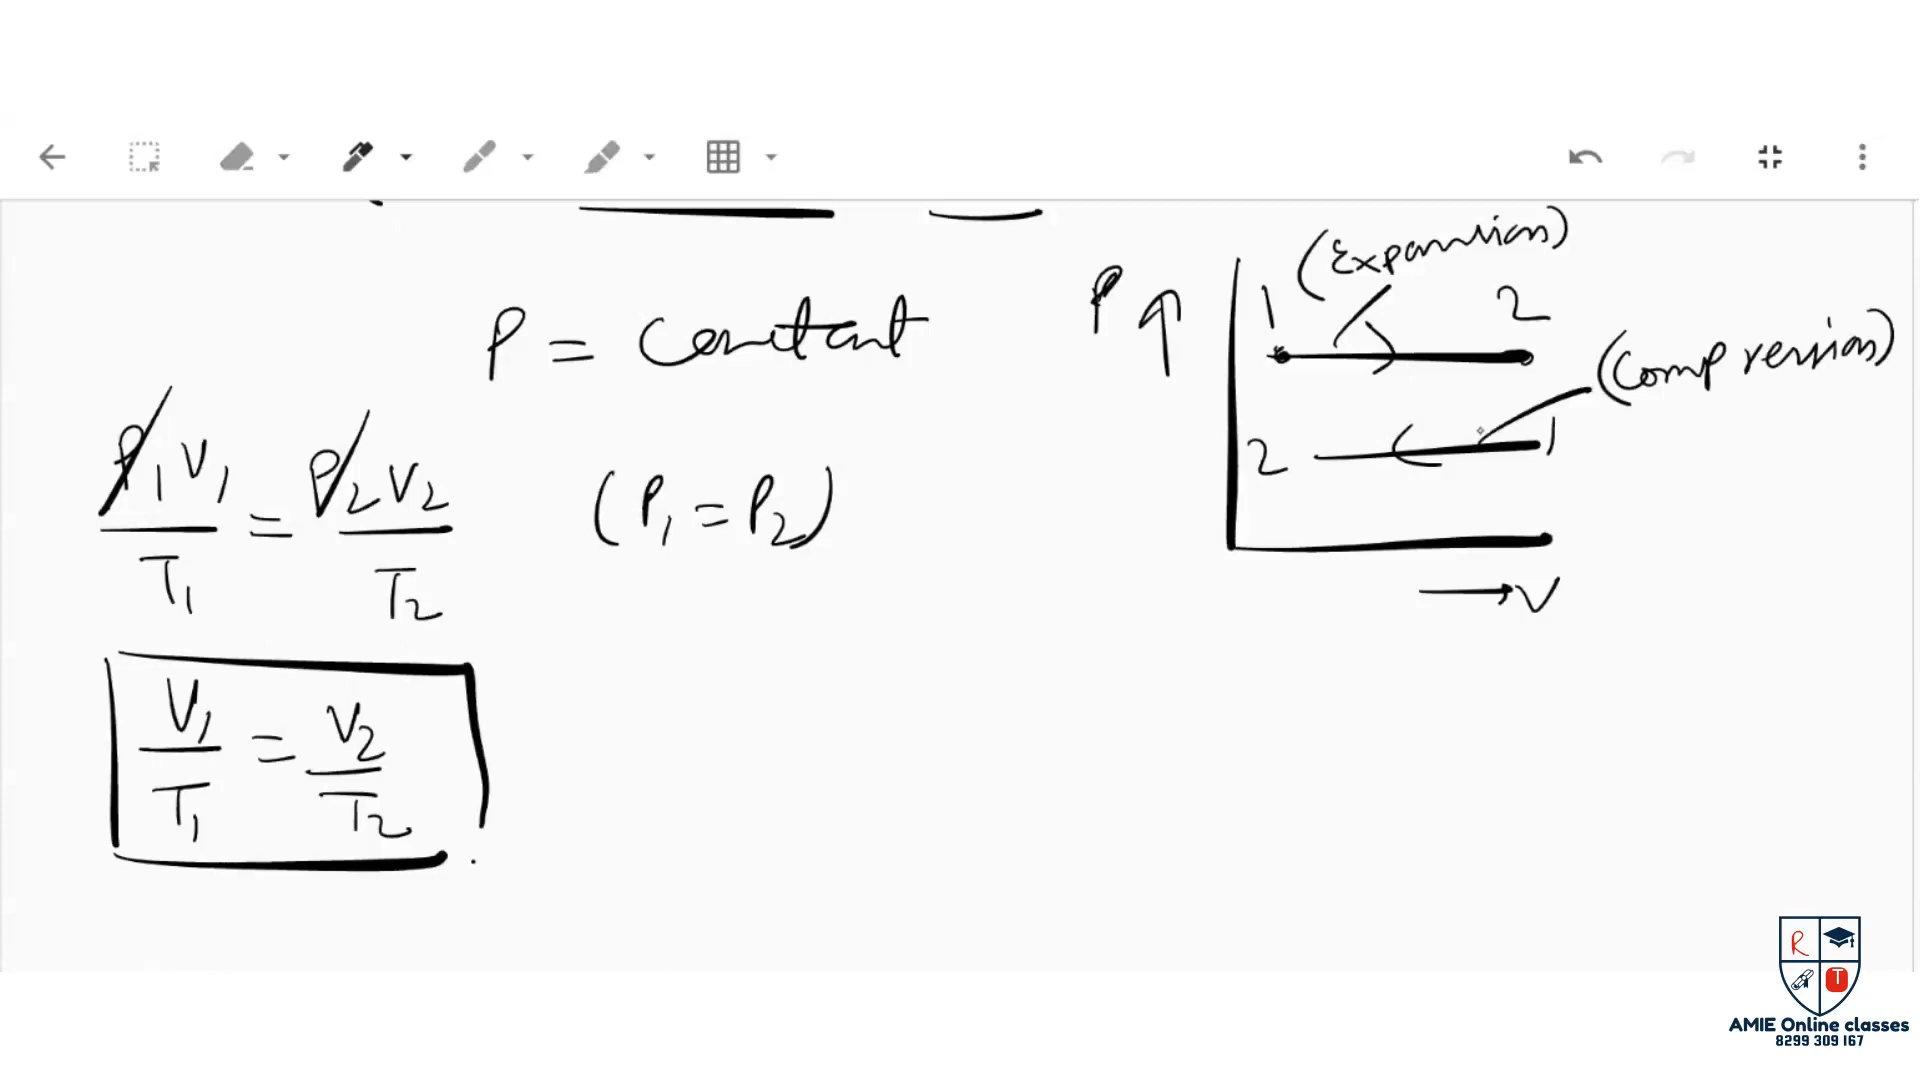 P = constant
P₁V₁/T₁ = P₂V₂/T₂ (P₁ = P₂)
V₁/T₁ = V₂/T₂
P ↑
(Expansion)
1 2
(Compression)
2 1
→ V
R
T
AMIE Online classes
8299 309 167